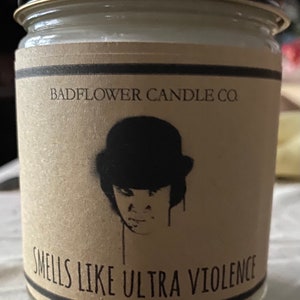 BADFLOWER CANDLE CO.
SMELLS LIKE ULTRA VIOLENCE